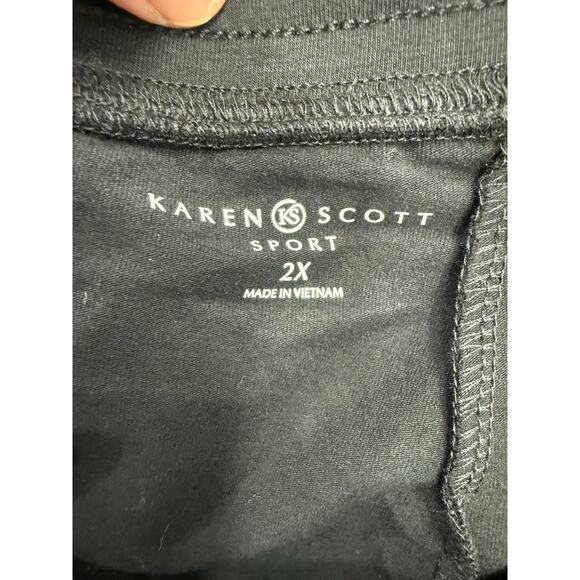 KAREN KS SCOTT
SPORT
2X
MADE IN VIETNAM